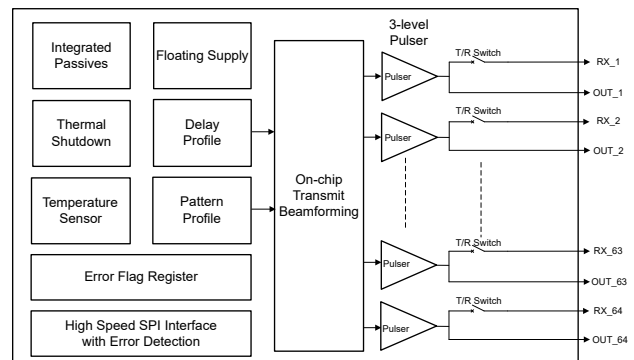 Integrated
Passives
Floating Supply
Thermal
Shutdown
Delay
Profile
Temperature
Sensor
Pattern
Profile
Error Flag Register
High Speed SPI Interface
with Error Detection
On-chip
Transmit
Beamforming
3-level
Pulser
Pulser
T/R Switch
RX_1
OUT_1
Pulser
T/R Switch
RX_2
OUT_2
Pulser
T/R Switch
RX_63
OUT_63
Pulser
T/R Switch
RX_64
OUT_64